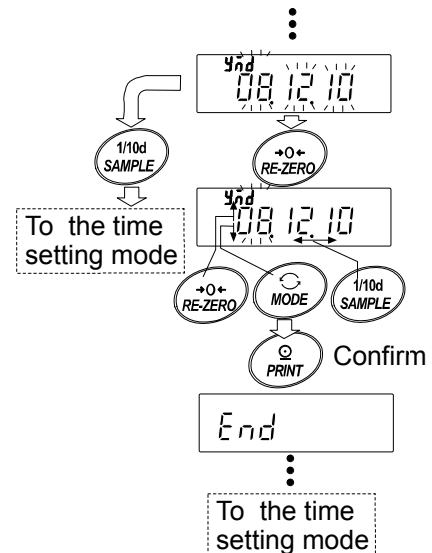 ynd
08.12.10
1/10d
SAMPLE
→0←
RE-ZERO
To the time
setting mode
ynd
08.12.10
→0←
RE-ZERO
MODE
1/10d
SAMPLE
PRINT
Confirm
End
To the time
setting mode